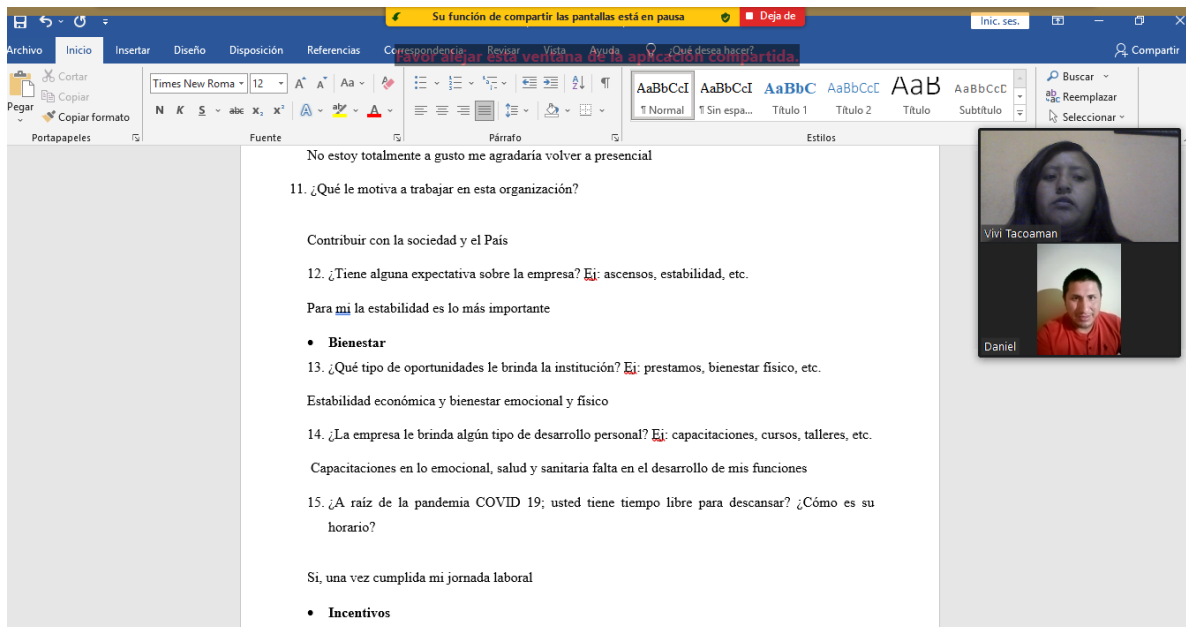 Su función de compartir las pantallas está en pausa
Deja de
Inic. ses.
Archivo Inicio Insertar Diseño Disposición Referencias Correspondencia Revisar Vista Ayuda ¿Qué desea hacer? Compartir
Favor alejar esta ventana de la aplicación compartida.
Pegar
Cortar
Copiar
Copiar formato
Portapapeles
Times New Roma 12
N K S abc x₂ x²
Fuente
Párrafo
AaBbCcI AaBbCcI AaBbC AaBbCcC AaB AaBbCcC
¶ Normal ¶ Sin espa... Título 1 Título 2 Título Subtítulo
Estilos
Buscar
Reemplazar
Seleccionar
No estoy totalmente a gusto me agradaría volver a presencial
11. ¿Qué le motiva a trabajar en esta organización?
Contribuir con la sociedad y el País
12. ¿Tiene alguna expectativa sobre la empresa? Ej: ascensos, estabilidad, etc.
Para mi la estabilidad es lo más importante
• Bienestar
13. ¿Qué tipo de oportunidades le brinda la institución? Ej: prestamos, bienestar físico, etc.
Estabilidad económica y bienestar emocional y físico
14. ¿La empresa le brinda algún tipo de desarrollo personal? Ej: capacitaciones, cursos, talleres, etc.
Capacitaciones en lo emocional, salud y sanitaria falta en el desarrollo de mis funciones
15. ¿A raíz de la pandemia COVID 19; usted tiene tiempo libre para descansar? ¿Cómo es su
horario?
Si, una vez cumplida mi jornada laboral
• Incentivos
Vivi Tacoaman
Daniel